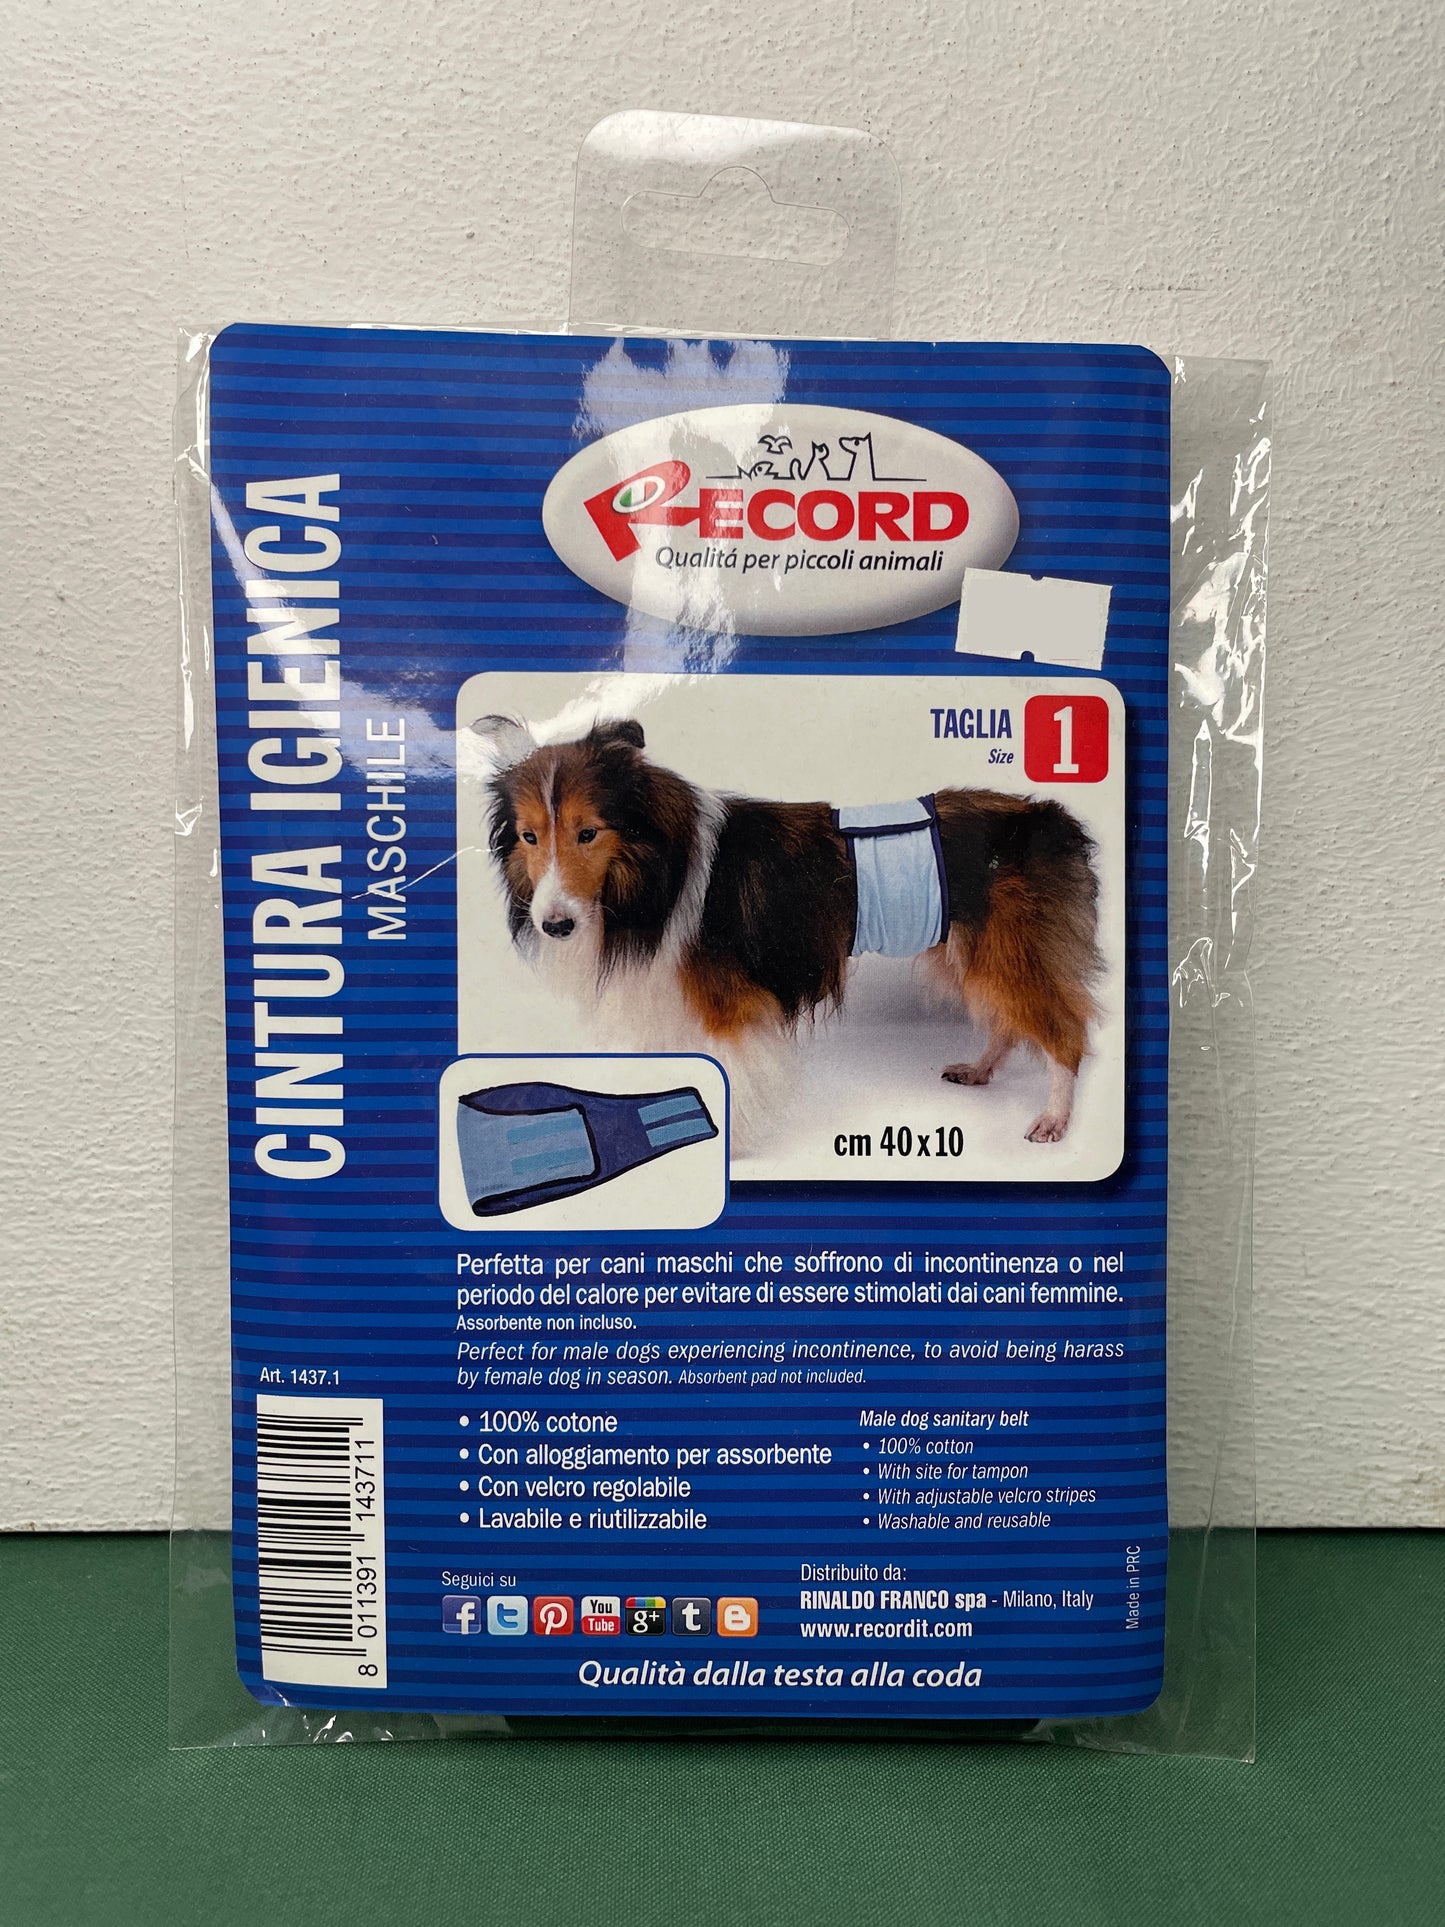 RECORD
Qualitá per piccoli animali
CINTURA IGIENICA
MASCHILE
TAGLIA 1
Size
cm 40x10
Perfetta per cani maschi che soffrono di incontinenza o nel
periodo del calore per evitare di essere stimolati dai cani femmine.
Assorbente non incluso.
Perfect for male dogs experiencing incontinence, to avoid being harass
by female dog in season. Absorbent pad not included.
Art. 1437.1
8 011391 143711
• 100% cotone
• Con alloggiamento per assorbente
• Con velcro regolabile
• Lavabile e riutilizzabile
Male dog sanitary belt
• 100% cotton
• With site for tampon
• With adjustable velcro stripes
• Washable and reusable
Seguici su
f t P You Tube g+ t B
Distribuito da:
RINALDO FRANCO spa - Milano, Italy
www.recordit.com
Made in PRC
Qualità dalla testa alla coda